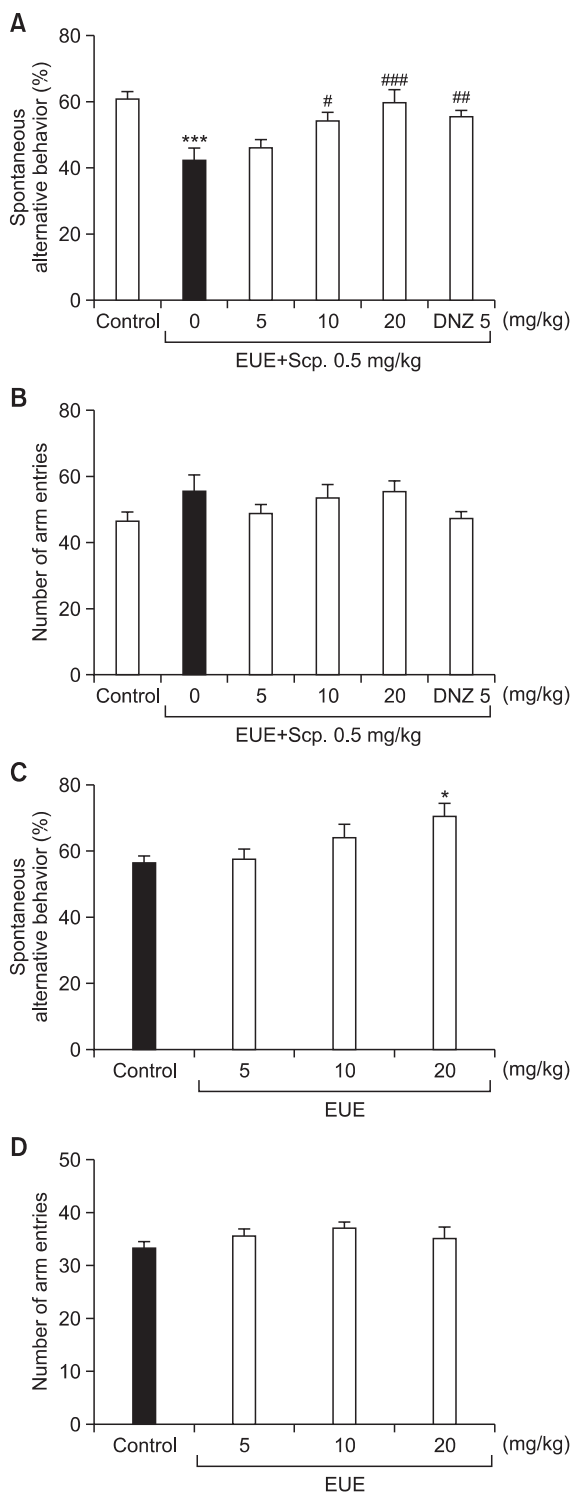 A
Spontaneous
alternative behavior (%)
80
60
40
20
0
***
#
###
##
Control 0 5 10 20 DNZ 5 (mg/kg)
EUE+Scp. 0.5 mg/kg
B
Number of arm entries
80
60
40
20
0
Control 0 5 10 20 DNZ 5 (mg/kg)
EUE+Scp. 0.5 mg/kg
C
Spontaneous
alternative behavior (%)
80
60
40
20
0
*
Control 5 10 20 (mg/kg)
EUE
D
Number of arm entries
50
40
30
20
10
0
Control 5 10 20 (mg/kg)
EUE